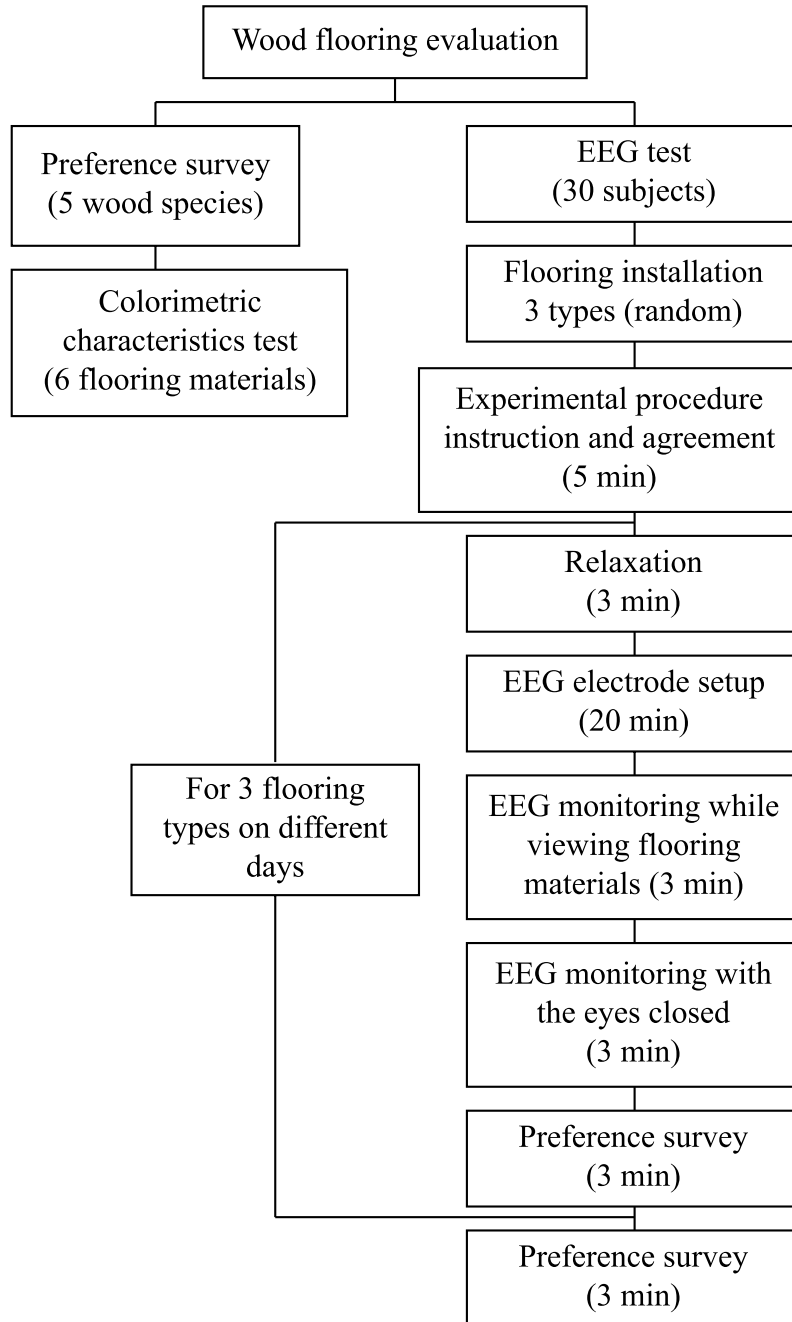 Wood flooring evaluation
Preference survey
(5 wood species)
Colorimetric
characteristics test
(6 flooring materials)
EEG test
(30 subjects)
Flooring installation
3 types (random)
Experimental procedure
instruction and agreement
(5 min)
Relaxation
(3 min)
EEG electrode setup
(20 min)
For 3 flooring
types on different
days
EEG monitoring while
viewing flooring
materials (3 min)
EEG monitoring with
the eyes closed
(3 min)
Preference survey
(3 min)
Preference survey
(3 min)